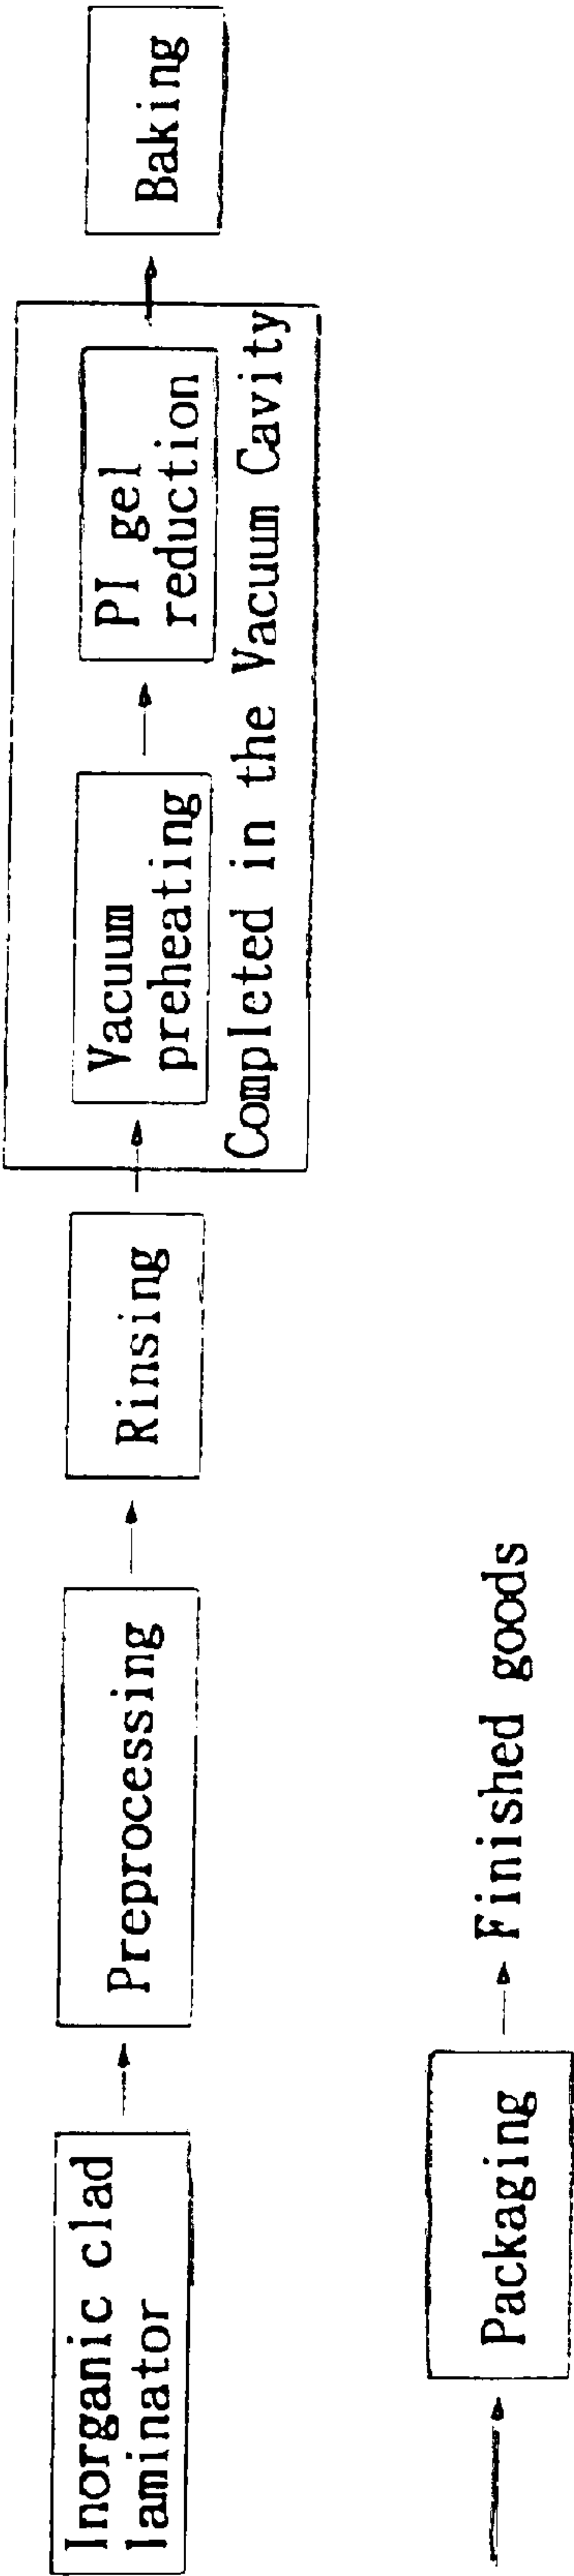 Inorganic clad
laminator
Preprocessing
Rinsing
Vacuum
preheating
PI gel
reduction
Completed in the Vacuum Cavity
Baking
Packaging
Finished goods